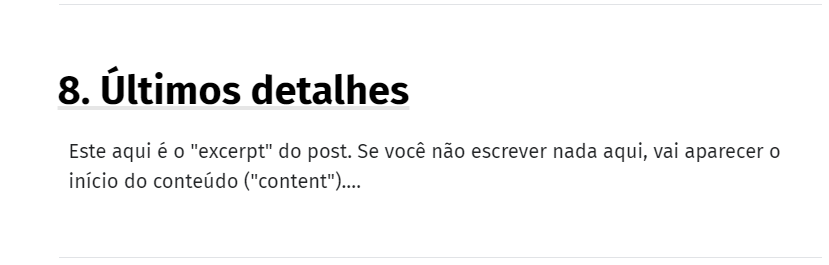 8. Últimos detalhes
Este aqui é o "excerpt" do post. Se você não escrever nada aqui, vai aparecer o
início do conteúdo ("content")....